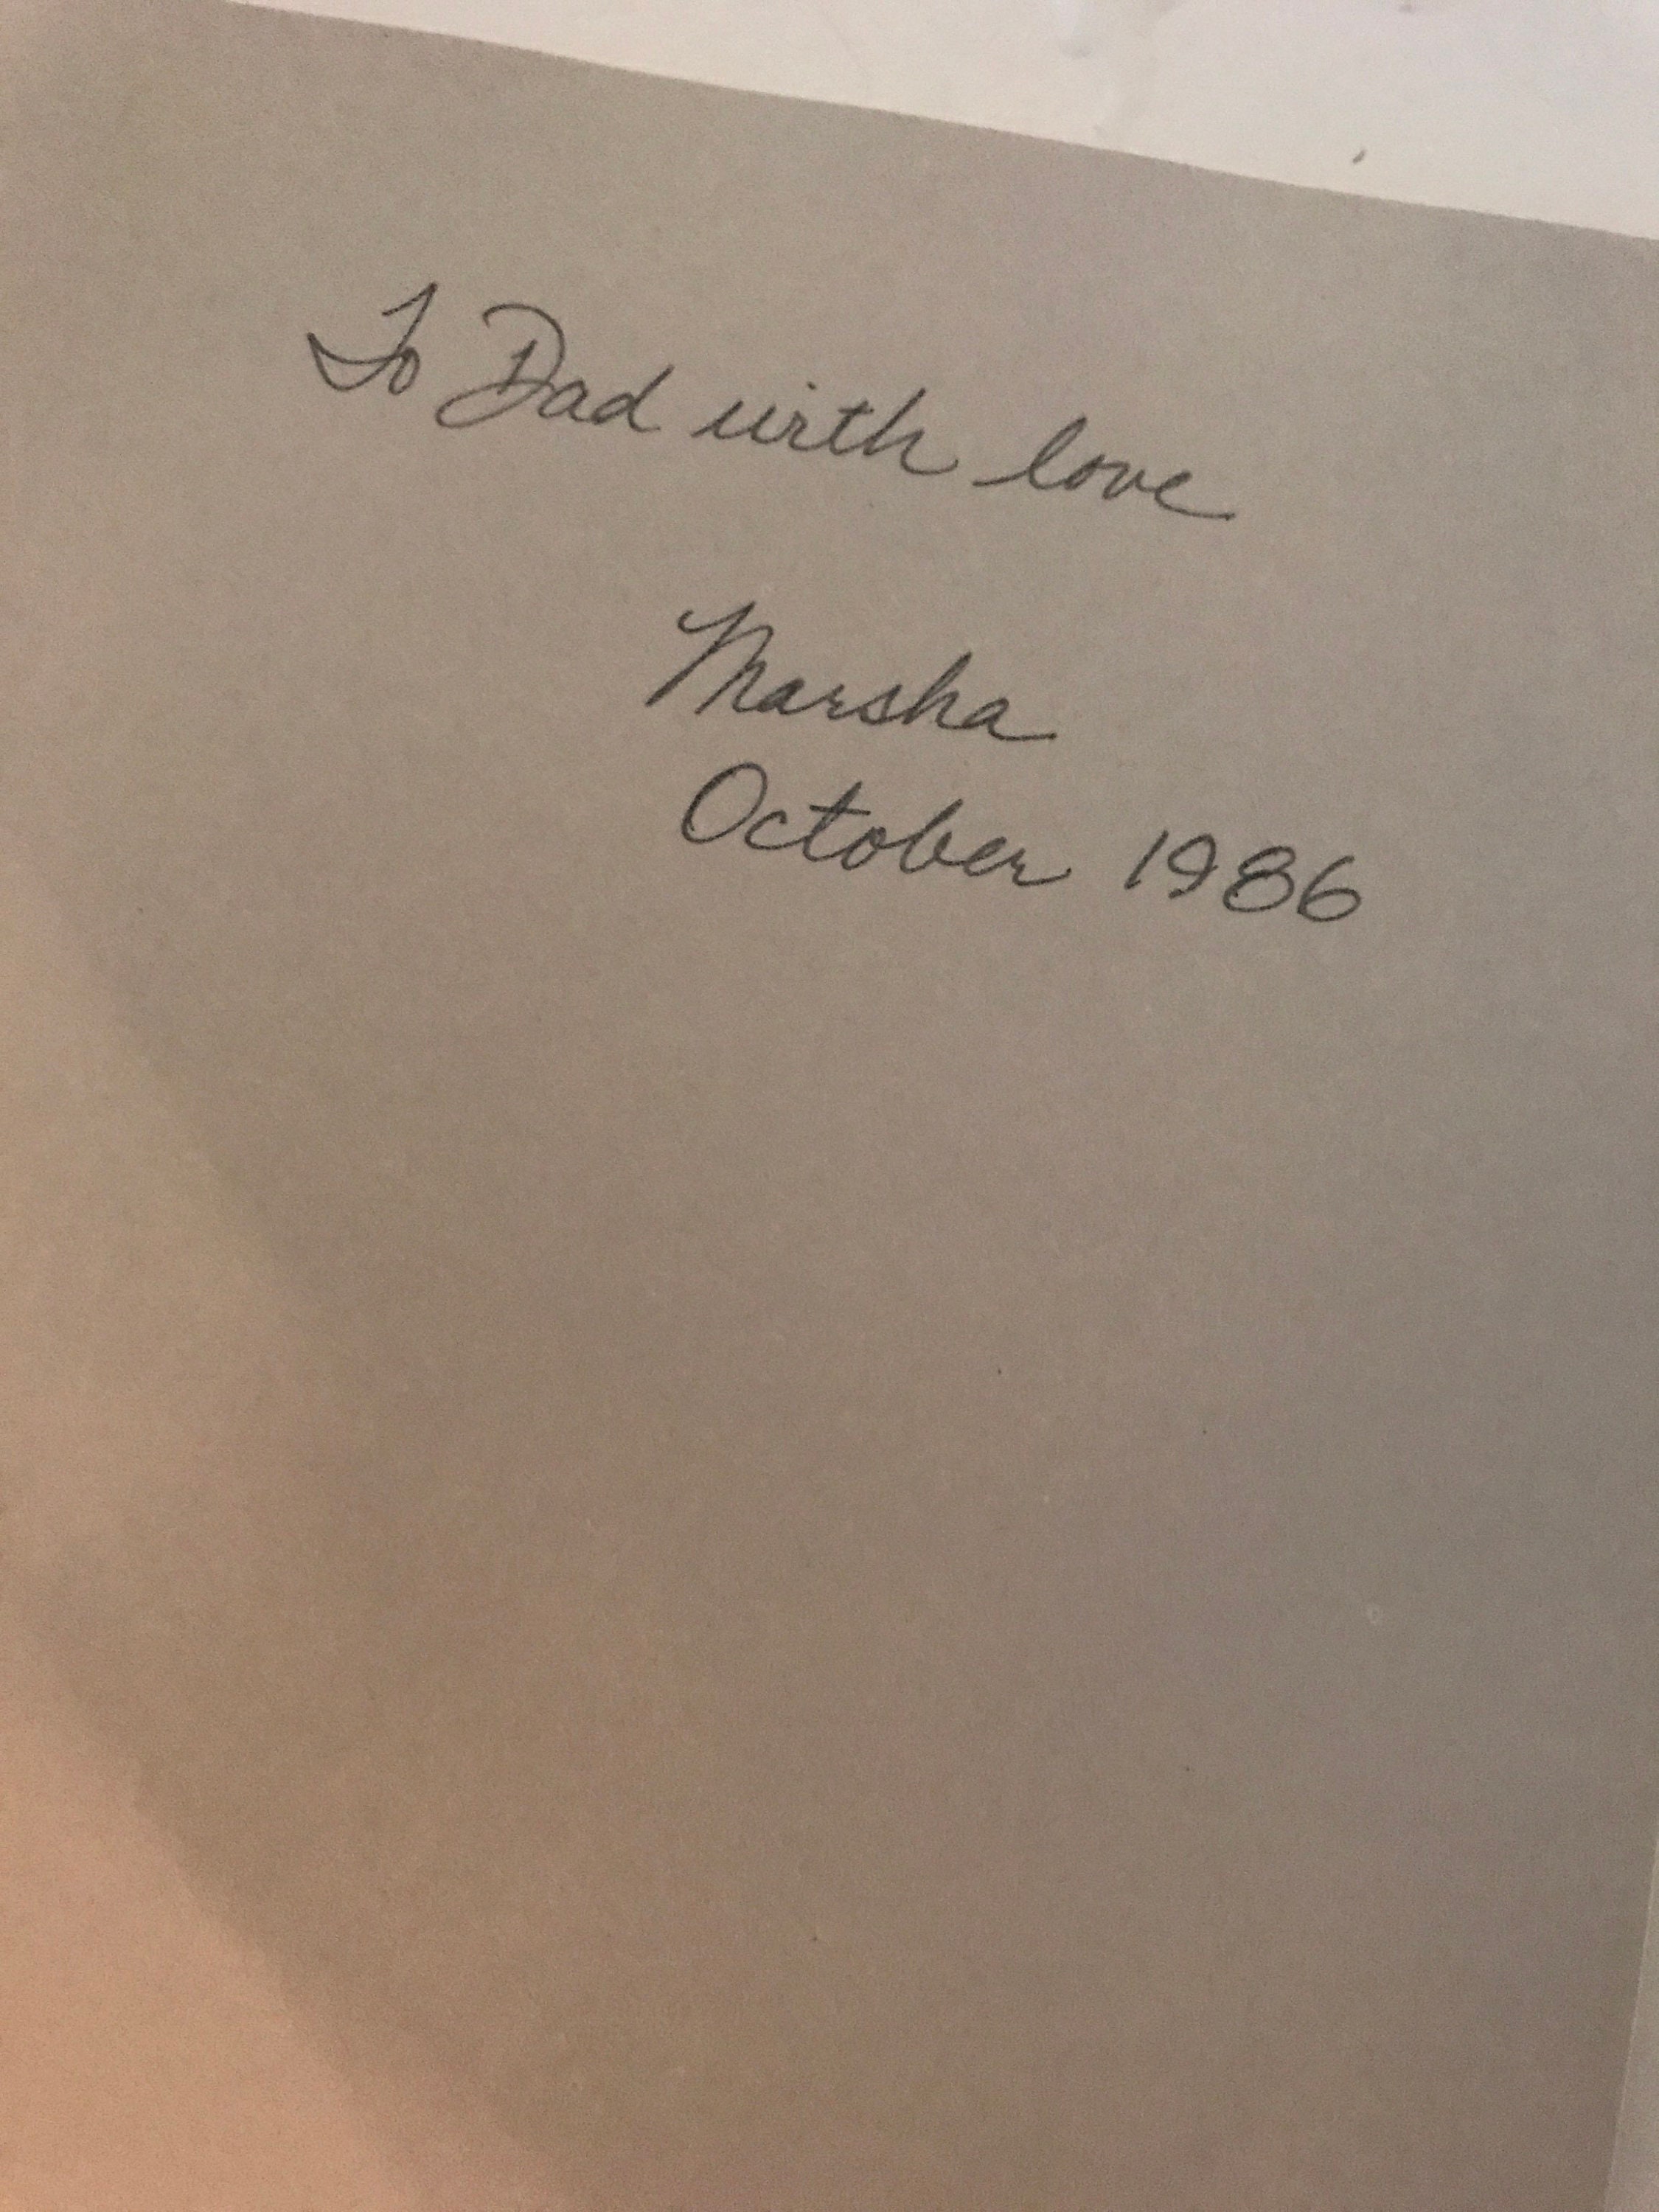 To Dad with love
Marsha
October 1986